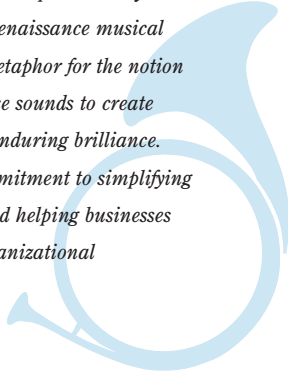 enaissance musical
etaphor for the notion
e sounds to create
nduring brilliance.
mitment to simplifying
d helping businesses
anizational